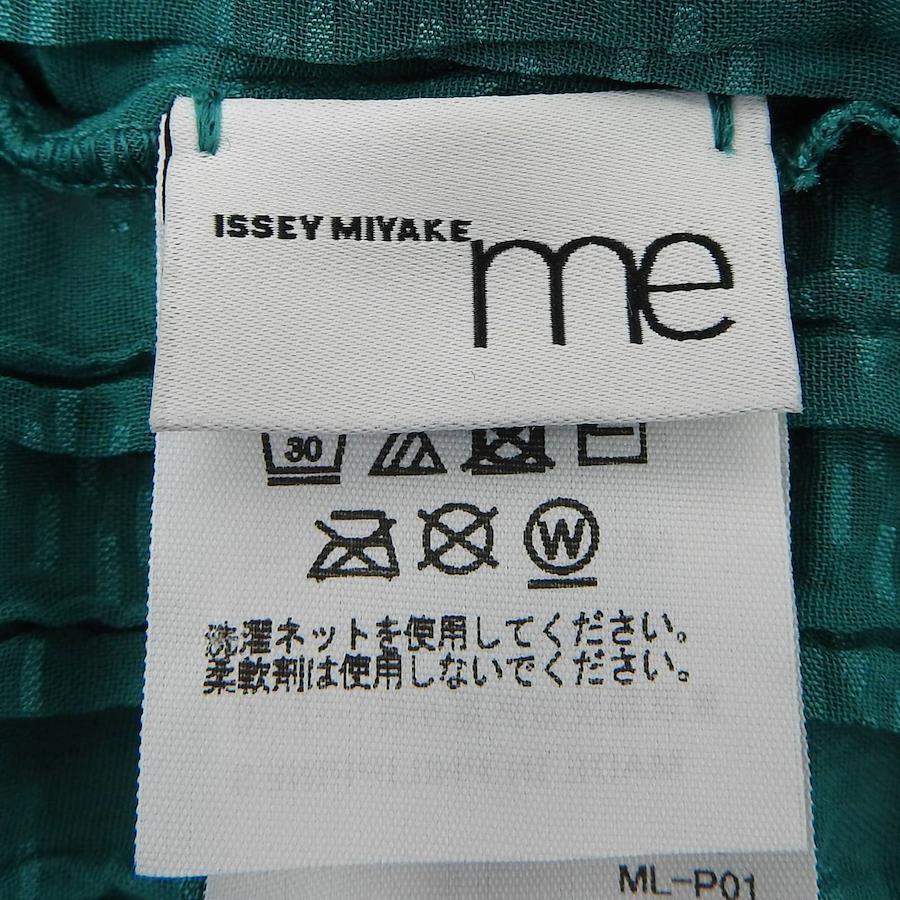 ISSEY MIYAKE
me
30
W
洗濯ネットを使用してください。
柔軟剤は使用しないでください。
ML-P01